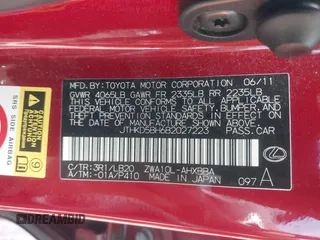 MFD. BY: TOYOTA MOTOR CORPORATION 06/11
GVWR 4065LB GAWR FR 2335LB RR 2235LB
THIS VEHICLE CONFORMS TO ALL APPLICABLE
FEDERAL MOTOR VEHICLE SAFETY, BUMPER, AND
THEFT PREVENTION STANDARDS IN EFFECT ON
THE DATE OF MANUFACTURE SHOWN ABOVE.
JTHKD5BH6B2027223 PASS.CAR
C/TR: 3R1/LB20 ZWA10L-AHXBBA
A/TM: -01A/P410 MADE IN JAPAN 097 A
SRS
SIDE AIRBAG